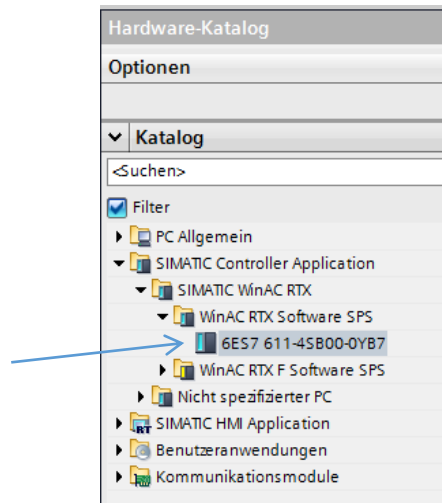 Hardware-Katalog
Optionen
Katalog
<Suchen>
Filter
PC Allgemein
SIMATIC Controller Application
SIMATIC WinAC RTX
WinAC RTX Software SPS
6ES7 611-4SB00-0YB7
WinAC RTX F Software SPS
Nicht spezifizierter PC
RT SIMATIC HMI Application
Benutzeranwendungen
Kommunikationsmodule